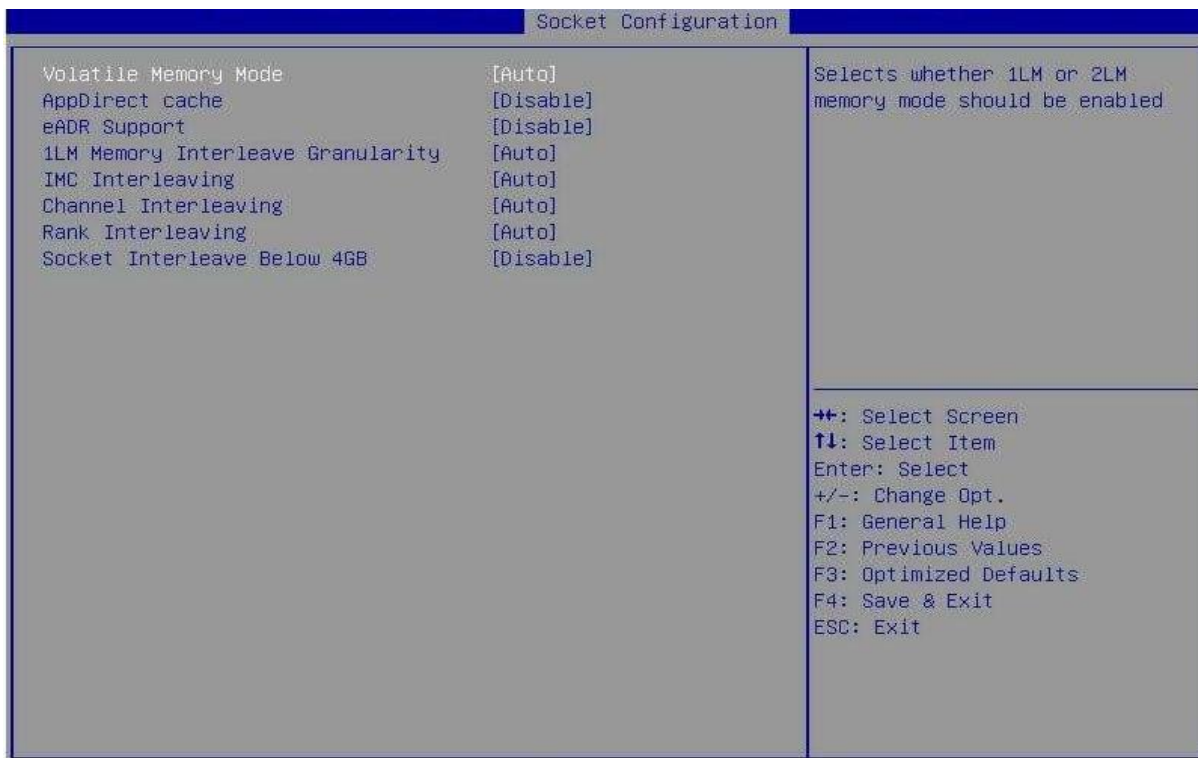 Socket Configuration
Volatile Memory Mode [Auto]
AppDirect cache [Disable]
eADR Support [Disable]
1LM Memory Interleave Granularity [Auto]
IMC Interleaving [Auto]
Channel Interleaving [Auto]
Rank Interleaving [Auto]
Socket Interleave Below 4GB [Disable]
Selects whether 1LM or 2LM
memory mode should be enabled
→←: Select Screen
↑↓: Select Item
Enter: Select
+/-: Change Opt.
F1: General Help
F2: Previous Values
F3: Optimized Defaults
F4: Save & Exit
ESC: Exit